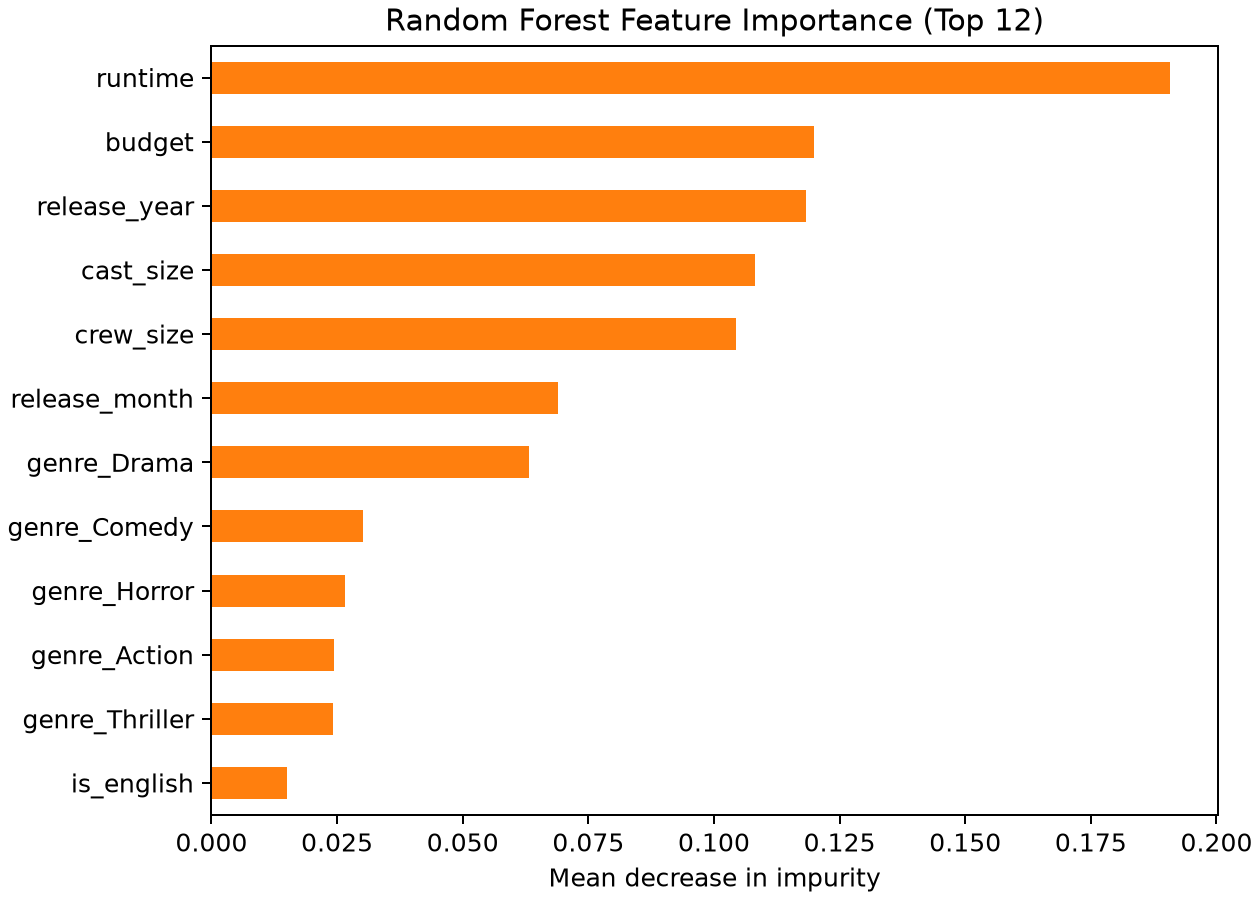 Random Forest Feature Importance (Top 12)
runtime
budget
release_year
cast_size
crew_size
release_month
genre_Drama
genre_Comedy
genre_Horror
genre_Action
genre_Thriller
is_english
0.000 0.025 0.050 0.075 0.100 0.125 0.150 0.175 0.200
Mean decrease in impurity